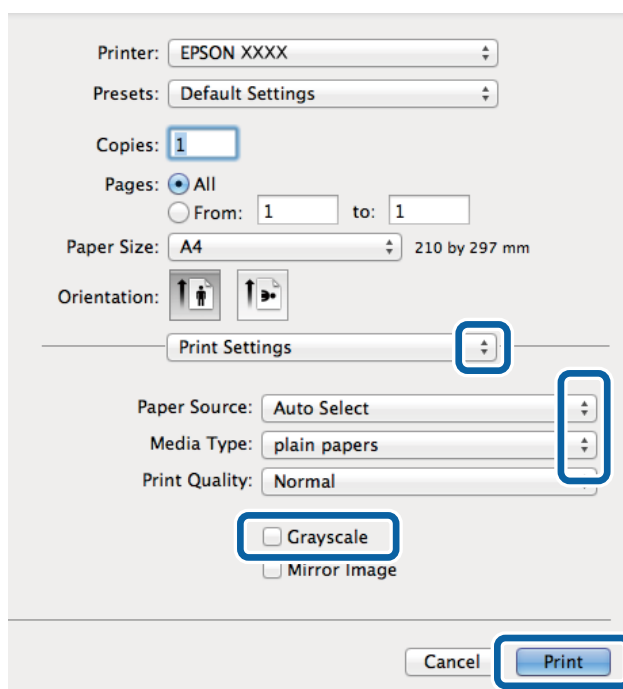 Printer: EPSON XXXX
Presets: Default Settings
Copies: 1
Pages: All
From: 1 to: 1
Paper Size: A4 210 by 297 mm
Orientation:
Print Settings
Paper Source: Auto Select
Media Type: plain papers
Print Quality: Normal
Grayscale
Mirror Image
Cancel Print